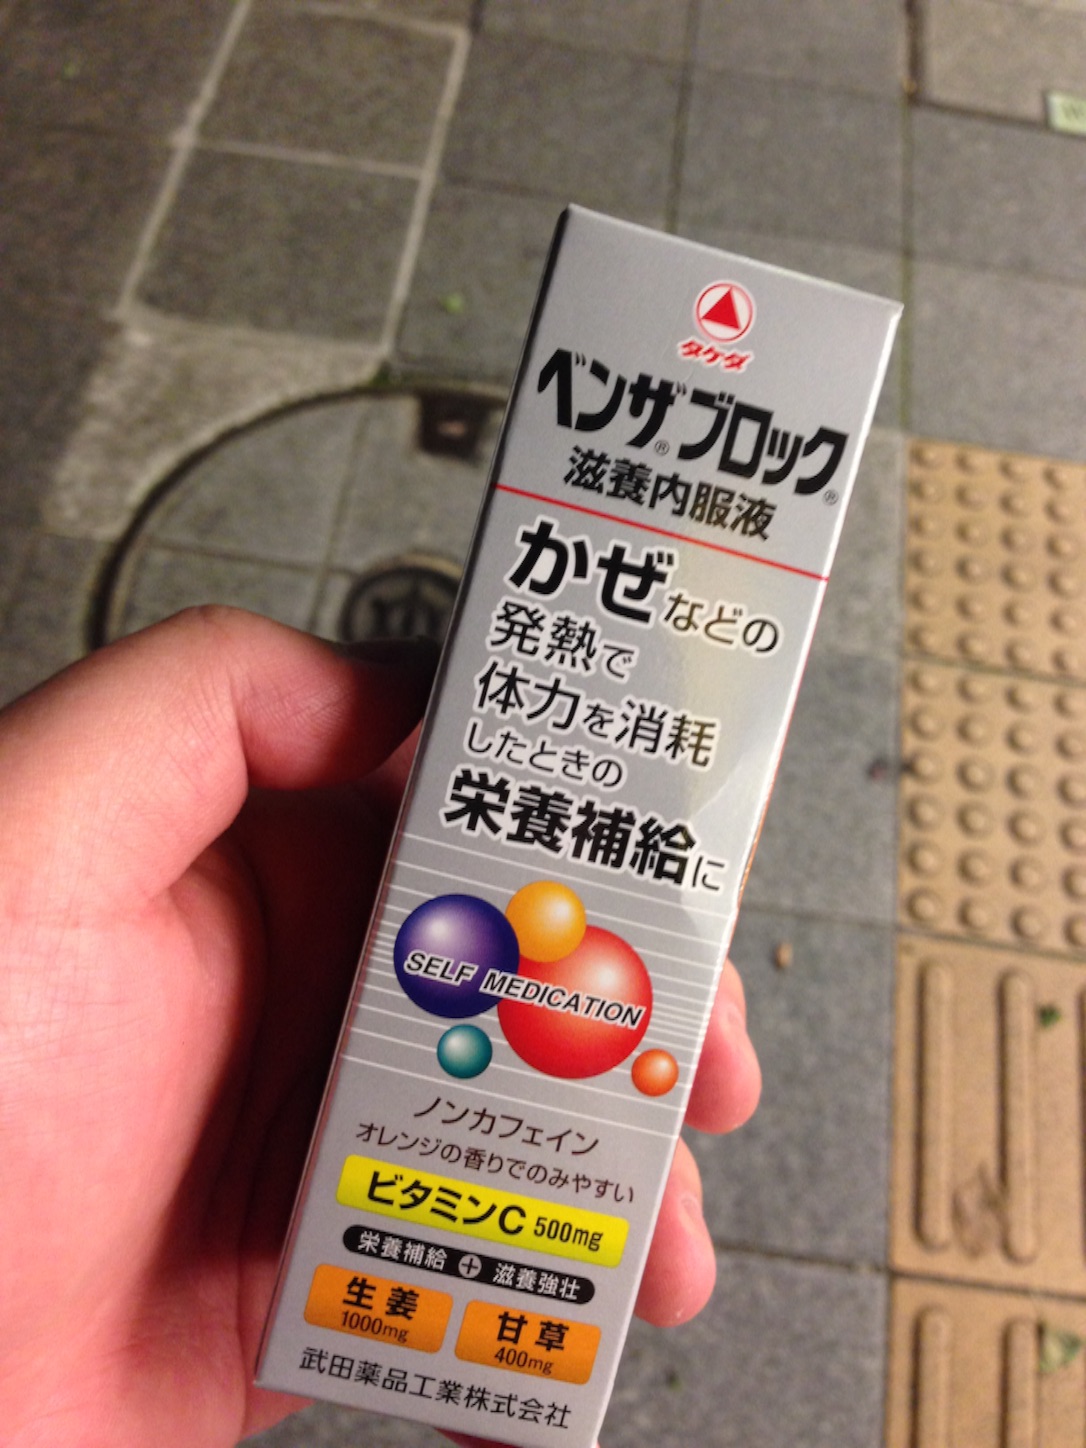 タケダ
ベンザ®ブロック®
滋養内服液
かぜなどの
発熱で
体力を消耗
したときの
栄養補給に
SELF MEDICATION
ノンカフェイン
オレンジの香りでのみやすい
ビタミンC 500mg
栄養補給+滋養強壮
生姜 甘草
1000mg 400mg
武田薬品工業株式会社